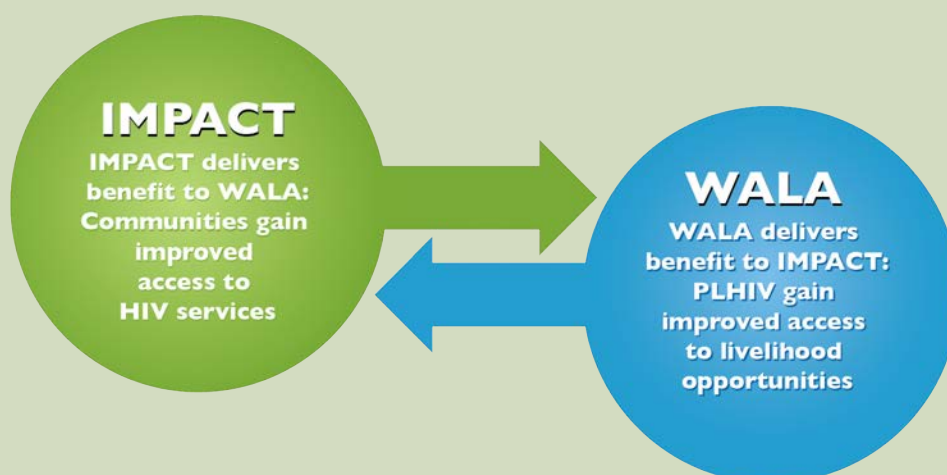 IMPACT
IMPACT delivers
benefit to WALA:
Communities gain
improved
access to
HIV services
WALA
WALA delivers
benefit to IMPACT:
PLHIV gain
improved access
to livelihood
opportunities